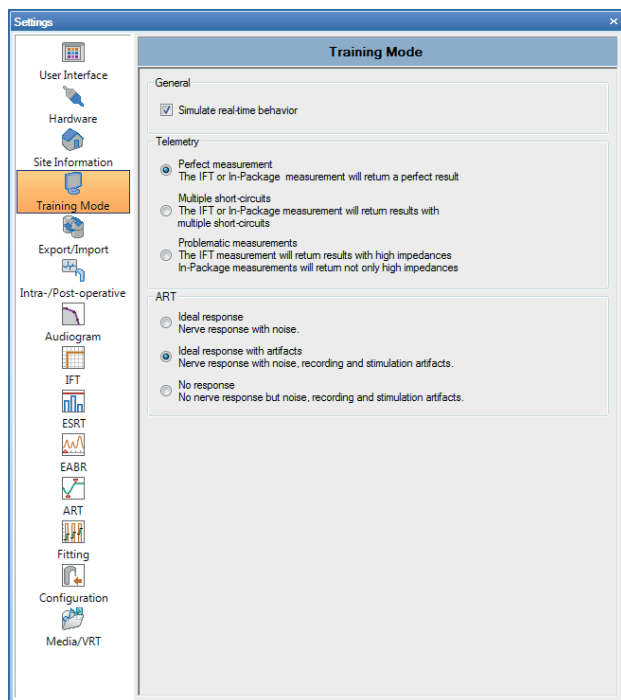 Settings
User Interface
Hardware
Site Information
Training Mode
Export/Import
Intra-/Post-operative
Audiogram
IFT
ESRT
EABR
ART
Fitting
Configuration
Media/VRT
Training Mode
General
Simulate real-time behavior
Telemetry
Perfect measurement
The IFT or In-Package measurement will return a perfect result
Multiple short-circuits
The IFT or In-Package measurement will return results with
multiple short-circuits
Problematic measurements
The IFT measurement will return results with high impedances
In-Package measurements will return not only high impedances
ART
Ideal response
Nerve response with noise.
Ideal response with artifacts
Nerve response with noise, recording and stimulation artifacts.
No response
No nerve response but noise, recording and stimulation artifacts.